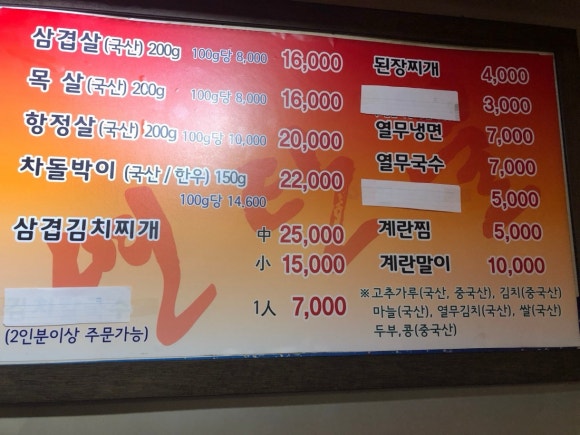 삼겹살(국산) 200g 100g당 8,000 16,000
목 살(국산) 200g 100g당 8,000 16,000
항정살(국산) 200g 100g당 10,000 20,000
차돌박이 (국산/한우) 150g 22,000
100g당 14,600
삼겹김치찌개 中 25,000
小 15,000
1人 7,000
(2인분이상 주문가능)
된장찌개 4,000
3,000
열무냉면 7,000
열무국수 7,000
5,000
계란찜 5,000
계란말이 10,000
※고추가루(국산, 중국산), 김치(중국산)
마늘(국산), 열무김치(국산), 쌀(국산)
두부,콩(중국산)